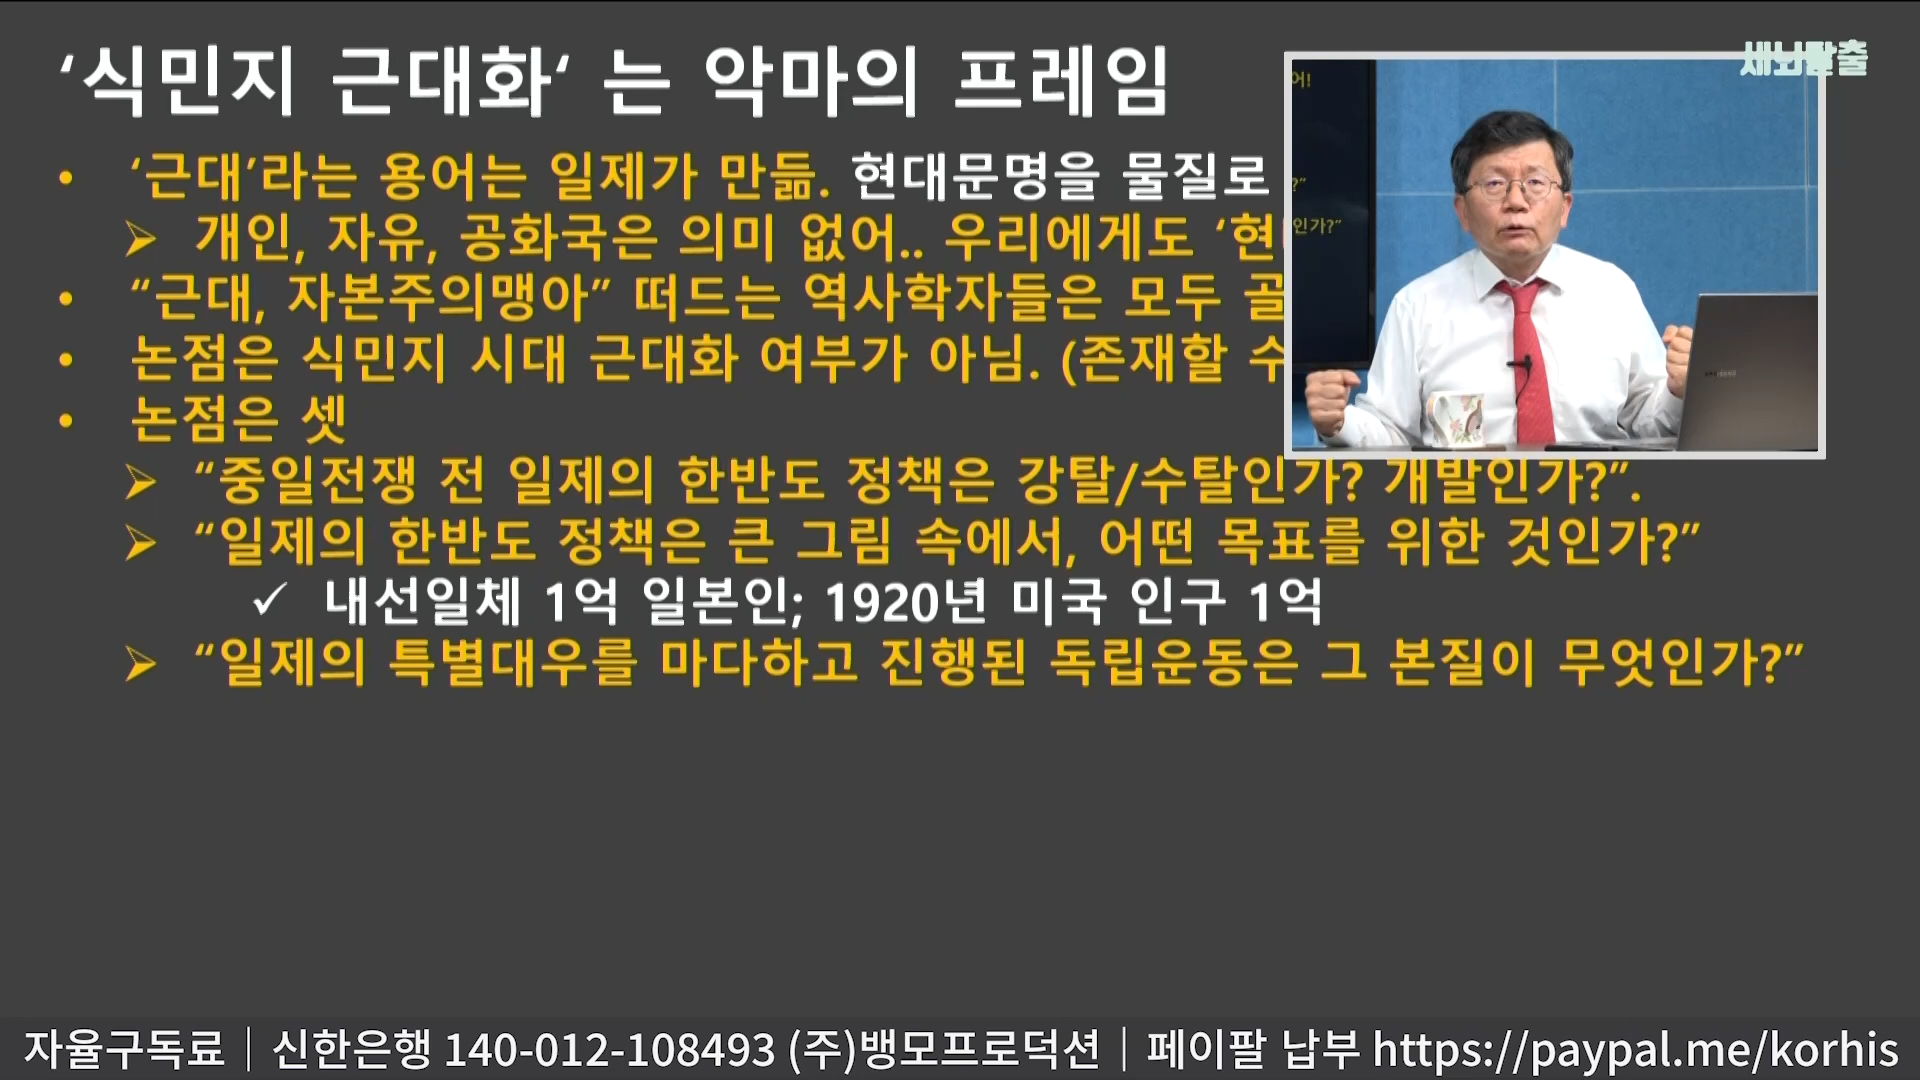 ‘식민지 근대화‘ 는 악마의 프레임
세뇌탈출
• ‘근대’라는 용어는 일제가 만듦. 현대문명을 물질로
➢ 개인, 자유, 공화국은 의미 없어.. 우리에게도 ‘현
• “근대, 자본주의맹아” 떠드는 역사학자들은 모두 골
• 논점은 식민지 시대 근대화 여부가 아님. (존재할 수
• 논점은 셋
➢ “중일전쟁 전 일제의 한반도 정책은 강탈/수탈인가? 개발인가?”.
➢ “일제의 한반도 정책은 큰 그림 속에서, 어떤 목표를 위한 것인가?”
✓ 내선일체 1억 일본인; 1920년 미국 인구 1억
➢ “일제의 특별대우를 마다하고 진행된 독립운동은 그 본질이 무엇인가?”
어!
?”
인가?”
자율구독료｜신한은행 140-012-108493 (주)뱅모프로덕션｜페이팔 납부 https://paypal.me/korhis